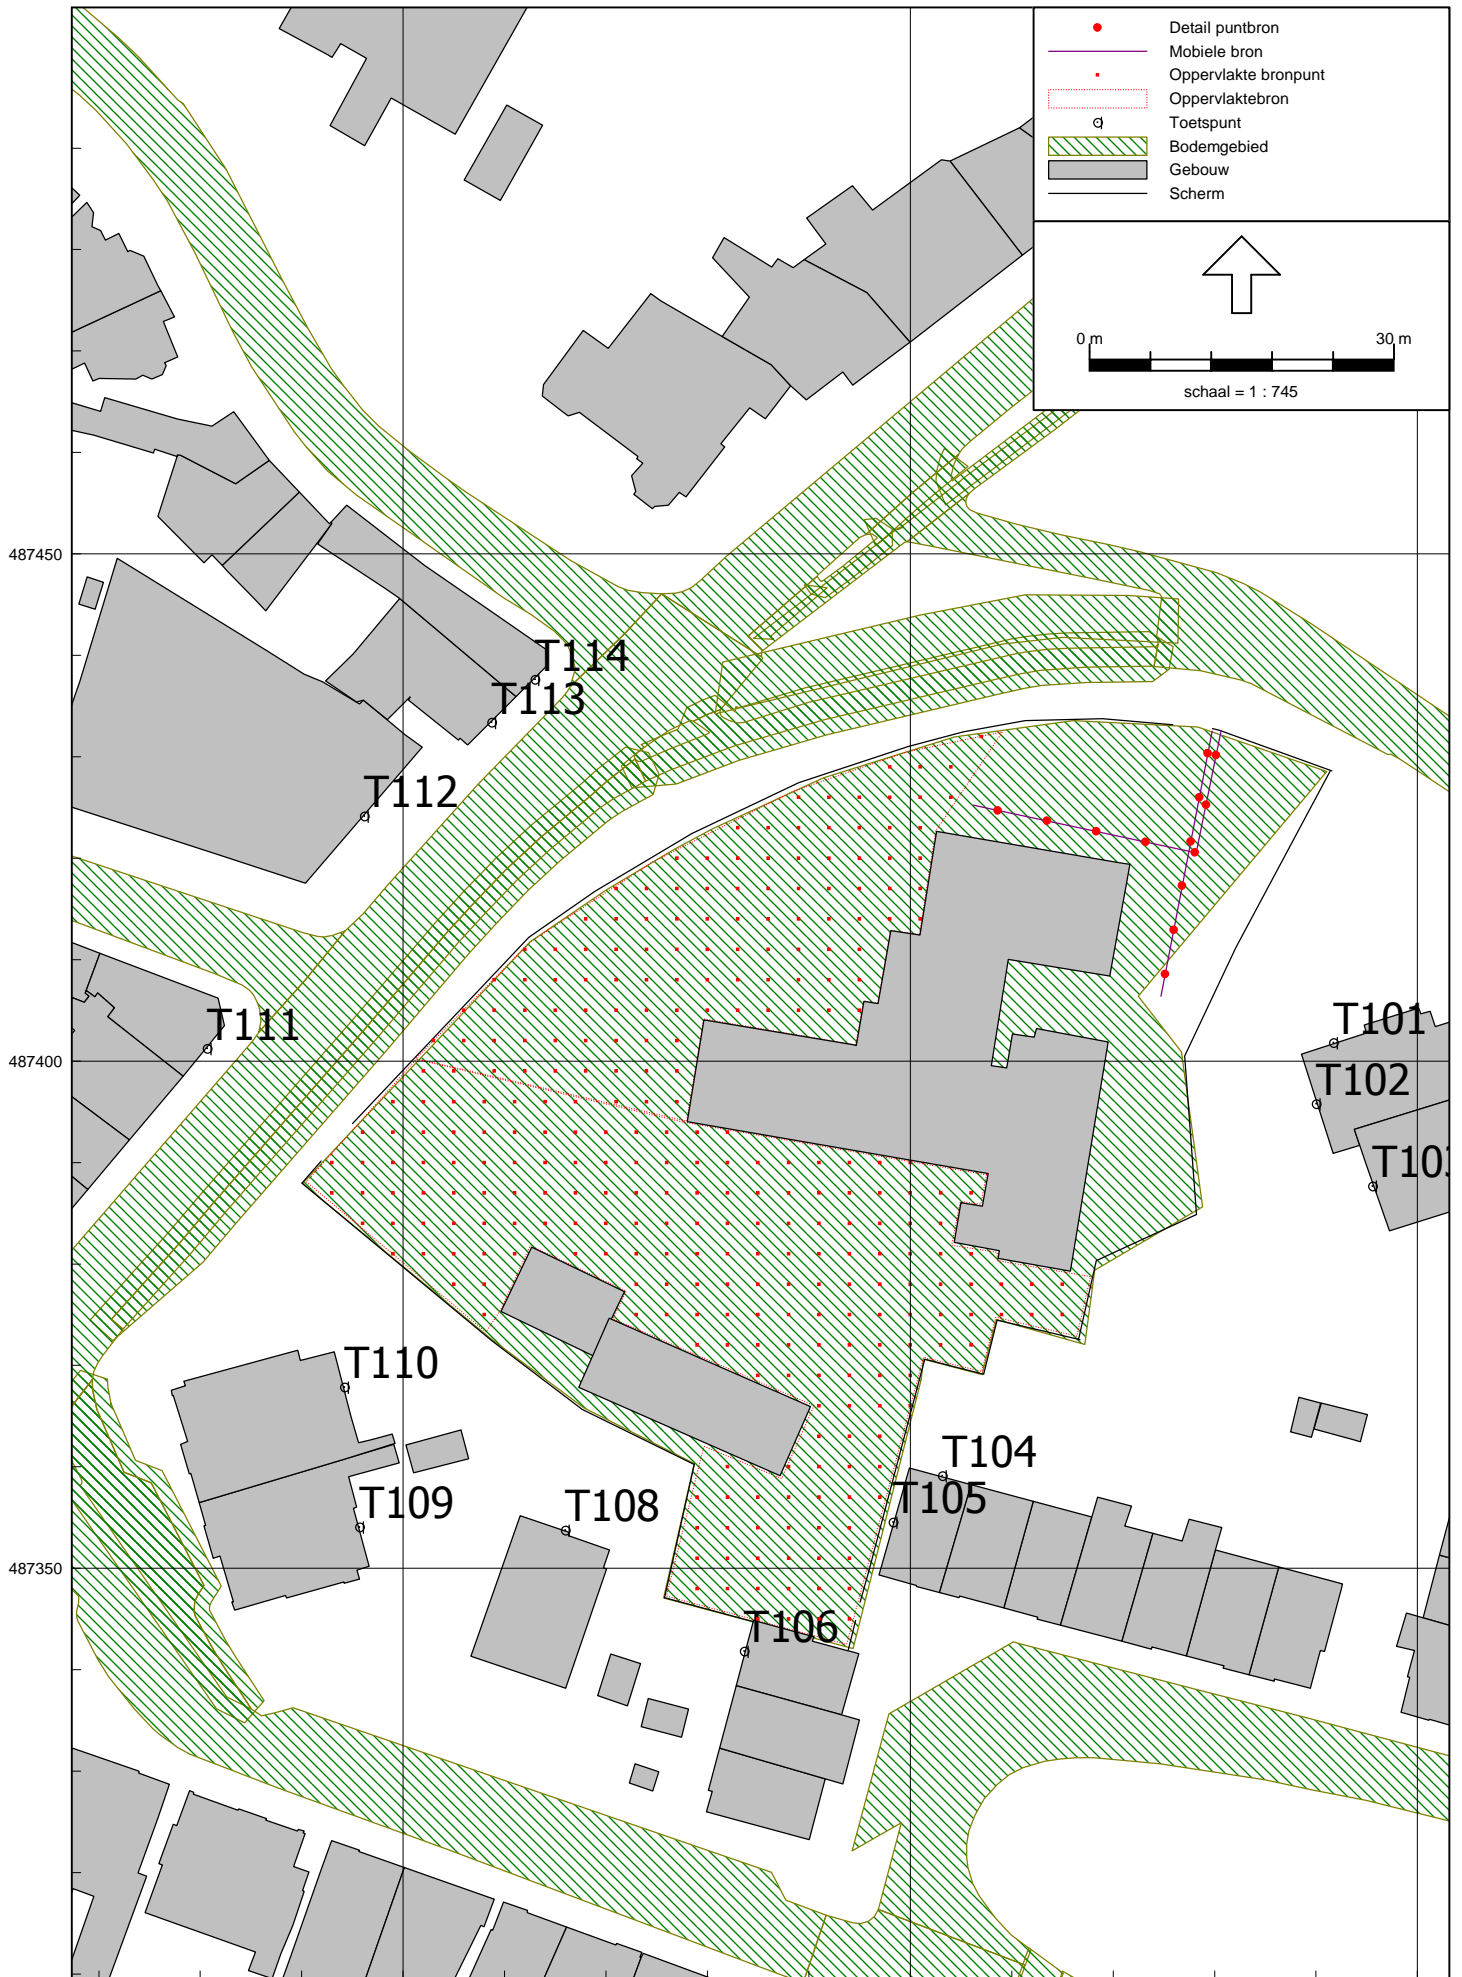 Detail puntbron
Mobiele bron
Oppervlakte bronpunt
Oppervlaktebron
Toetspunt
Bodemgebied
Gebouw
Scherm
0 m 30 m
schaal = 1 : 745
487450
T114
T113
T112
T111
T101
487400
T102
T103
T110
T104
T105
T109
T108
487350
T106